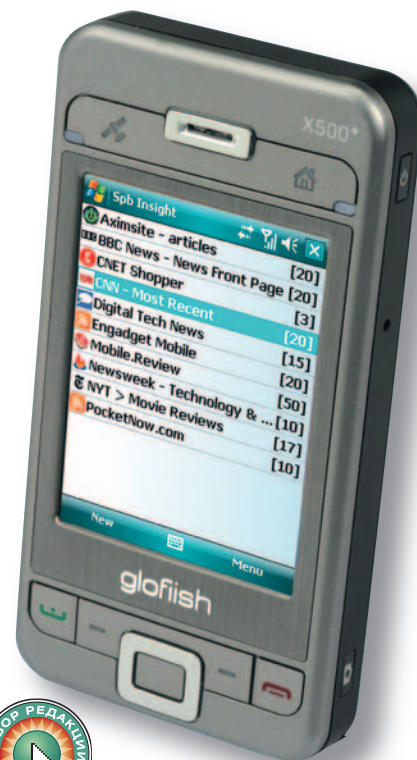 X500+
Spb Insight
Aximsite - articles [20]
BBC News - News Front Page [20]
CNET Shopper [3]
CNN - Most Recent [20]
Digital Tech News [15]
Engadget Mobile [20]
Mobile.Review [50]
Newsweek - Technology & ... [10]
NYT > Movie Reviews [17]
PocketNow.com [10]
New Menu
glofiish
РЕДАКЦИИ